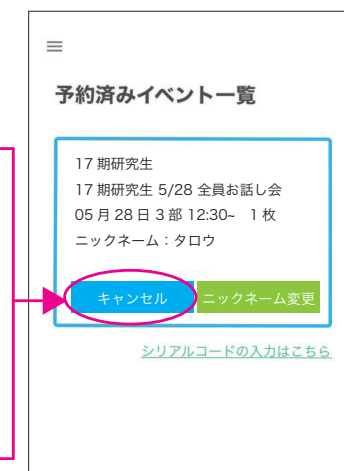 予約済みイベント一覧
17 期研究生
17 期研究生 5/28 全員お話し会
05 月 28 日 3 部 12:30~ 1 枚
ニックネーム：タロウ
キャンセル ニックネーム変更
シリアルコードの入力はこちら